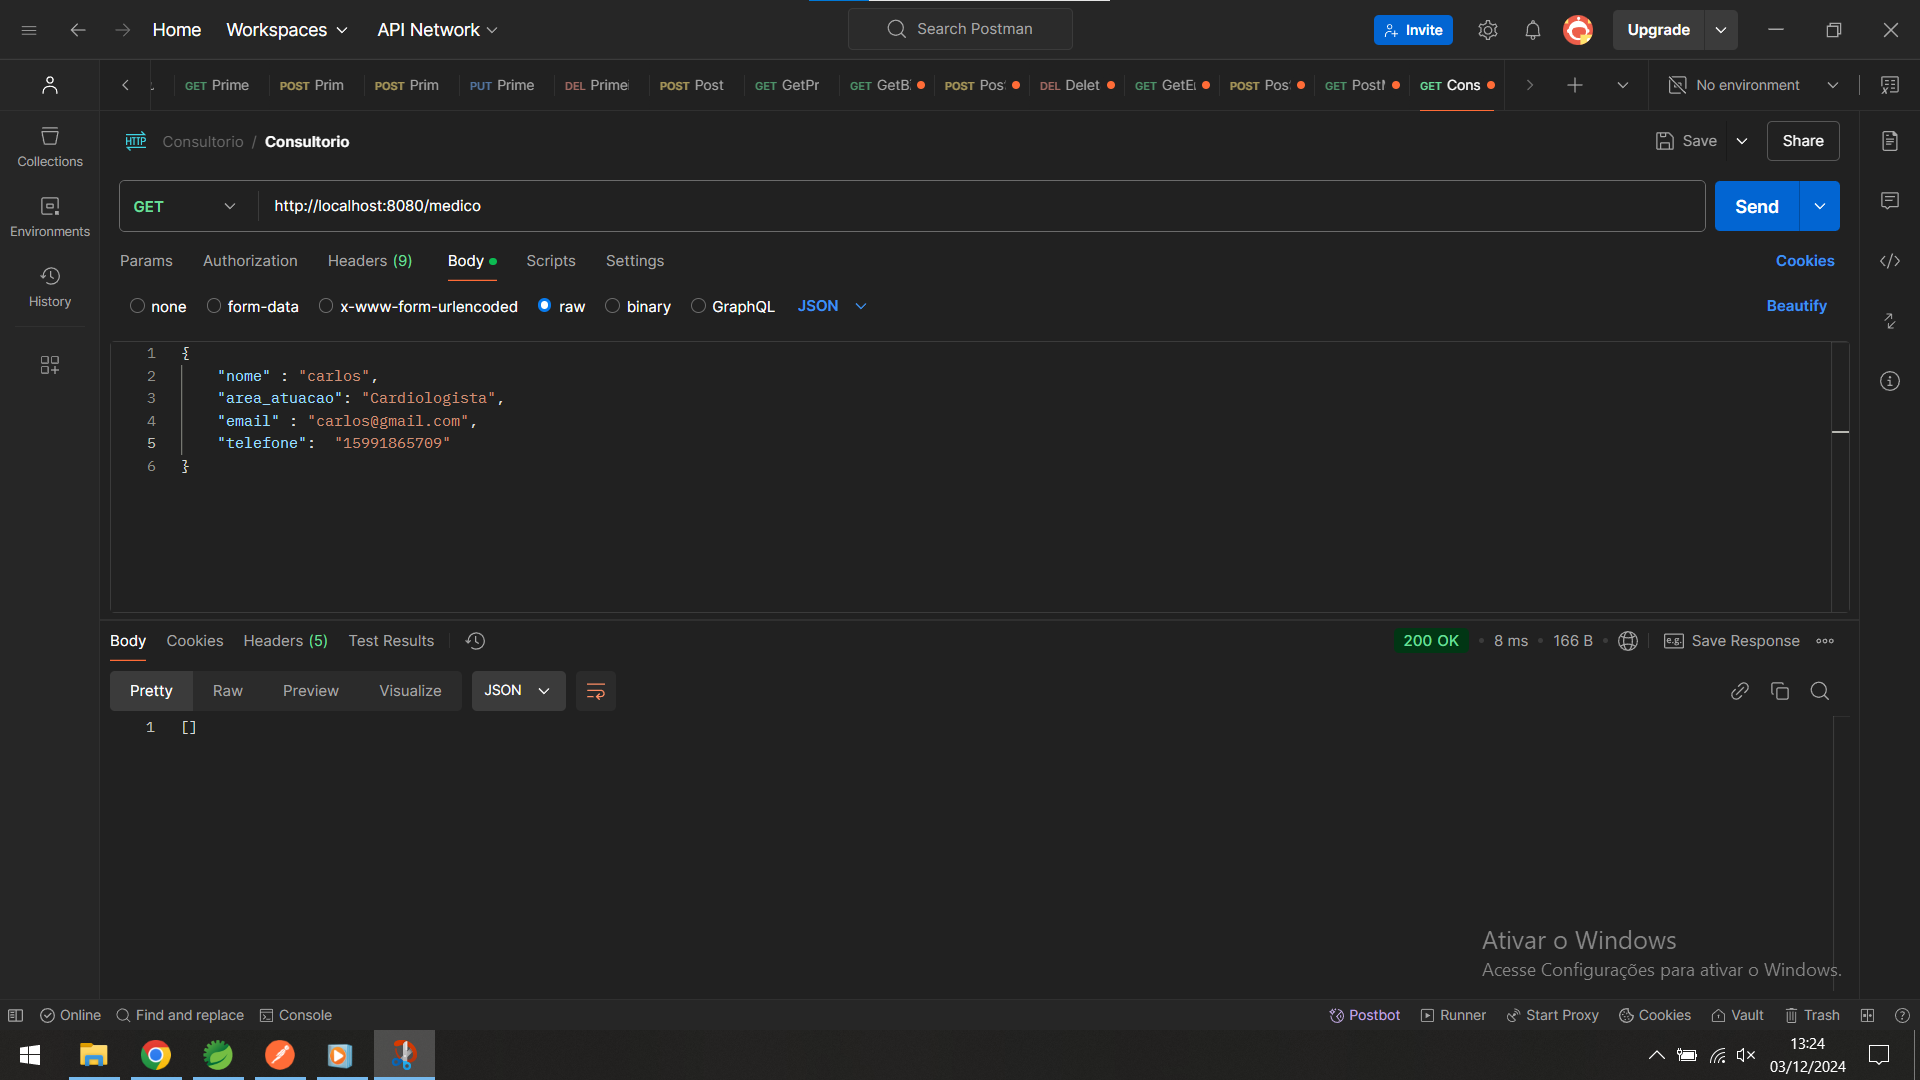 Home Workspaces API Network Search Postman Invite Upgrade
GET Prime POST Prim POST Prim PUT Prime DEL Prime POST Post GET GetPr GET GetB POST Pos DEL Delet GET GetE POST Pos GET PostM GET Cons No environment
HTTP Consultorio / Consultorio Save Share
Collections
GET http://localhost:8080/medico Send
Environments
Params Authorization Headers (9) Body Scripts Settings Cookies
History
none form-data x-www-form-urlencoded raw binary GraphQL JSON Beautify
1 {
2 "nome" : "carlos",
3 "area_atuacao": "Cardiologista",
4 "email" : "carlos@gmail.com",
5 "telefone":  "15991865709"
6 }
Body Cookies Headers (5) Test Results 200 OK • 8 ms • 166 B • e.g. Save Response
Pretty Raw Preview Visualize JSON
1 []
Ativar o Windows
Acesse Configurações para ativar o Windows.
Online Find and replace Console Postbot Runner Start Proxy Cookies Vault Trash
13:24
03/12/2024